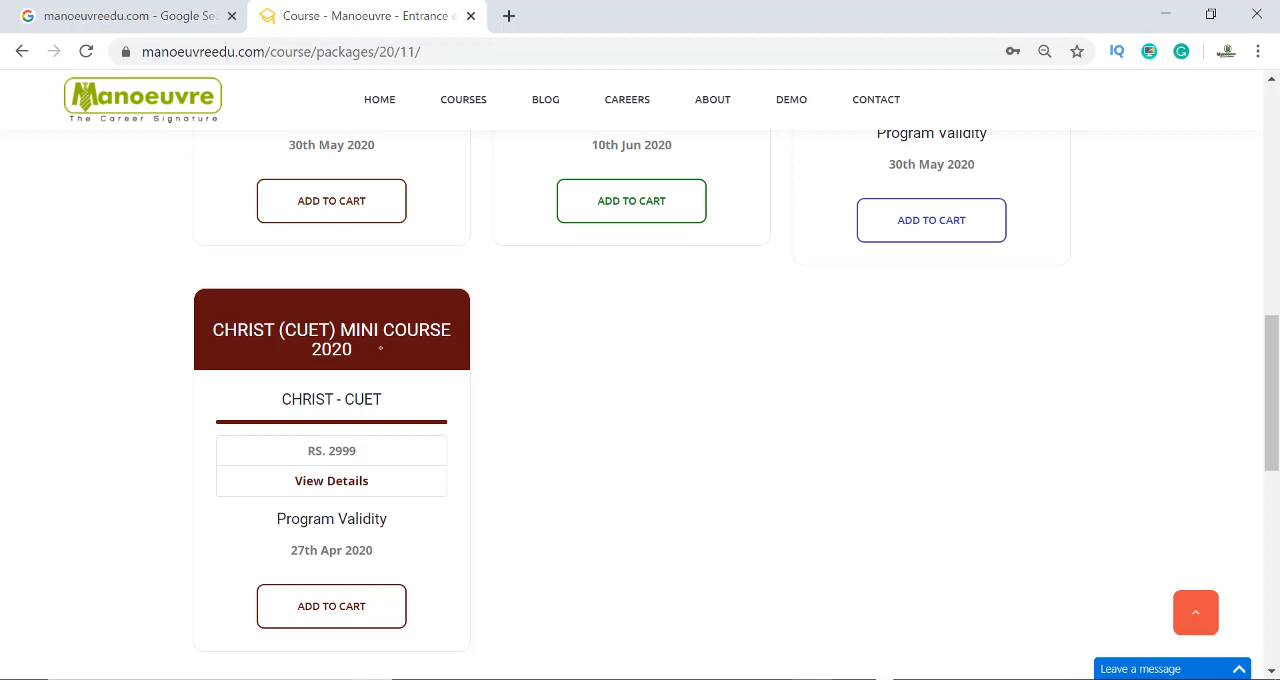 manoeuvreedu.com - Google Se
Course - Manoeuvre - Entrance e
manoeuvreedu.com/course/packages/20/11/
IQ
Manoeuvre
The Career Signature
HOME
COURSES
BLOG
CAREERS
ABOUT
DEMO
CONTACT
30th May 2020
ADD TO CART
10th Jun 2020
ADD TO CART
Program Validity
30th May 2020
ADD TO CART
CHRIST (CUET) MINI COURSE
2020
CHRIST - CUET
RS. 2999
View Details
Program Validity
27th Apr 2020
ADD TO CART
Leave a message